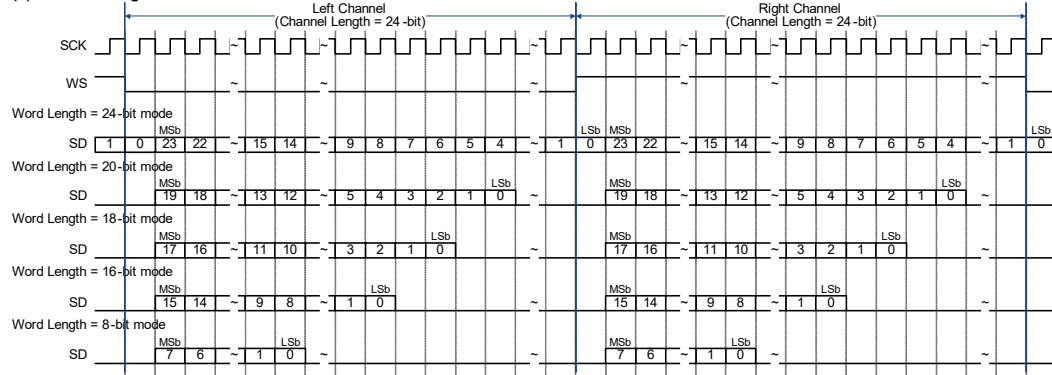 Left Channel
(Channel Length = 24-bit)
Right Channel
(Channel Length = 24-bit)
SCK
~ ~ ~ ~ ~ ~
WS
~ ~ ~ ~ ~ ~
Word Length = 24-bit mode
MSb LSb MSb LSb
SD 1 0 23 22 ~ 15 14 ~ 9 8 7 6 5 4 ~ 1 0 23 22 ~ 15 14 ~ 9 8 7 6 5 4 ~ 1 0
Word Length = 20-bit mode
MSb LSb MSb LSb
SD 19 18 ~ 13 12 ~ 5 4 3 2 1 0 ~ 19 18 ~ 13 12 ~ 5 4 3 2 1 0 ~
Word Length = 18-bit mode
MSb LSb MSb LSb
SD 17 16 ~ 11 10 ~ 3 2 1 0 ~ 17 16 ~ 11 10 ~ 3 2 1 0 ~
Word Length = 16-bit mode
MSb LSb MSb LSb
SD 15 14 ~ 9 8 ~ 1 0 ~ 15 14 ~ 9 8 ~ 1 0 ~
Word Length = 8-bit mode
MSb LSb MSb LSb
SD 7 6 ~ 1 0 ~ ~ 7 6 ~ 1 0 ~ ~